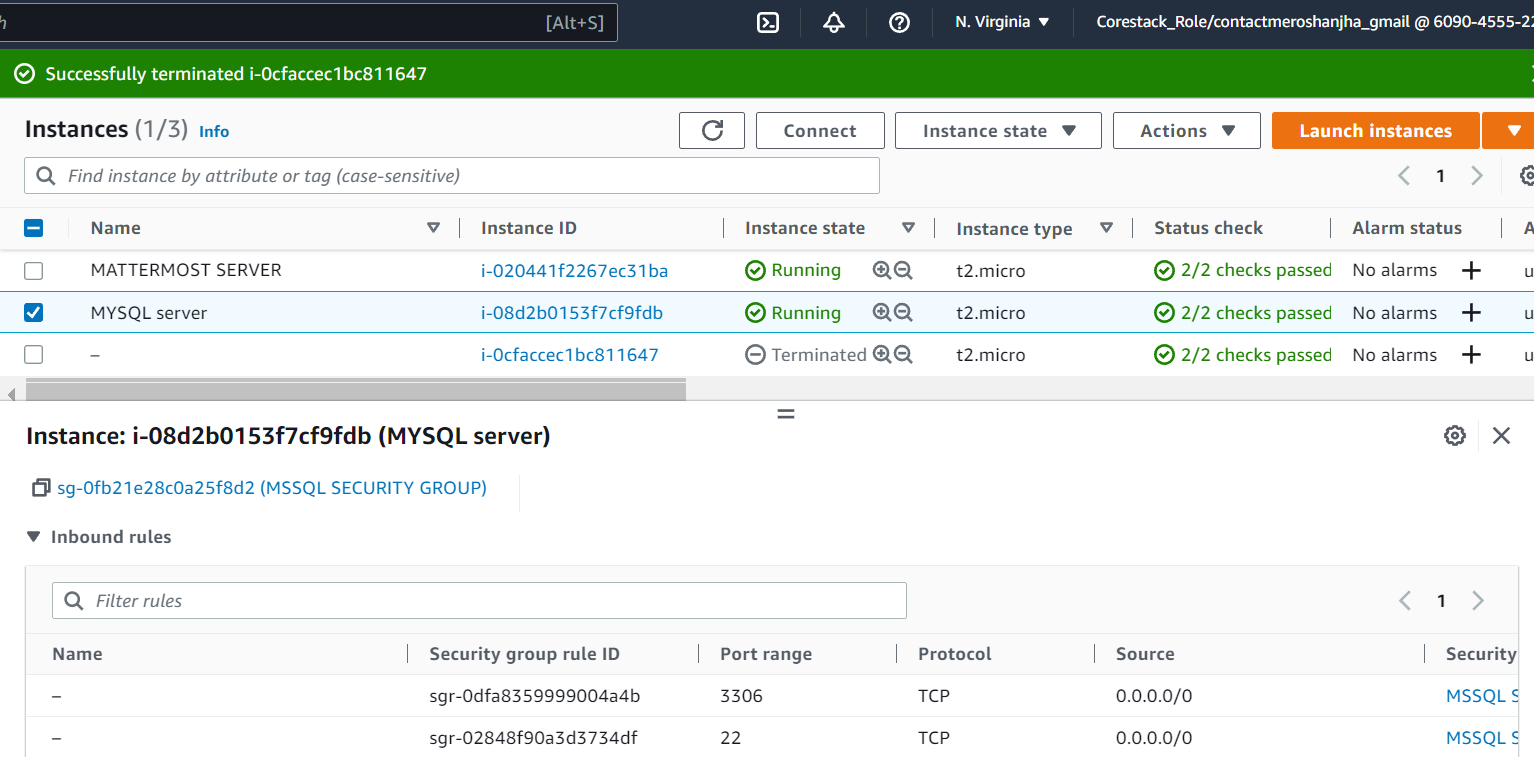 [Alt+S] N. Virginia Corestack_Role/contactmeroshanjha_gmail @ 6090-4555-22
Successfully terminated i-0cfaccec1bc811647
Instances (1/3) Info Connect Instance state Actions Launch instances
Find instance by attribute or tag (case-sensitive) 1
Name Instance ID Instance state Instance type Status check Alarm status A
MATTERMOST SERVER i-020441f2267ec31ba Running t2.micro 2/2 checks passed No alarms + u
MYSQL server i-08d2b0153f7cf9fdb Running t2.micro 2/2 checks passed No alarms + u
– i-0cfaccec1bc811647 Terminated t2.micro 2/2 checks passed No alarms + u
Instance: i-08d2b0153f7cf9fdb (MYSQL server)
sg-0fb21e28c0a25f8d2 (MSSQL SECURITY GROUP)
Inbound rules
Filter rules 1
Name Security group rule ID Port range Protocol Source Security
– sgr-0dfa8359999004a4b 3306 TCP 0.0.0.0/0 MSSQL S
– sgr-02848f90a3d3734df 22 TCP 0.0.0.0/0 MSSQL S